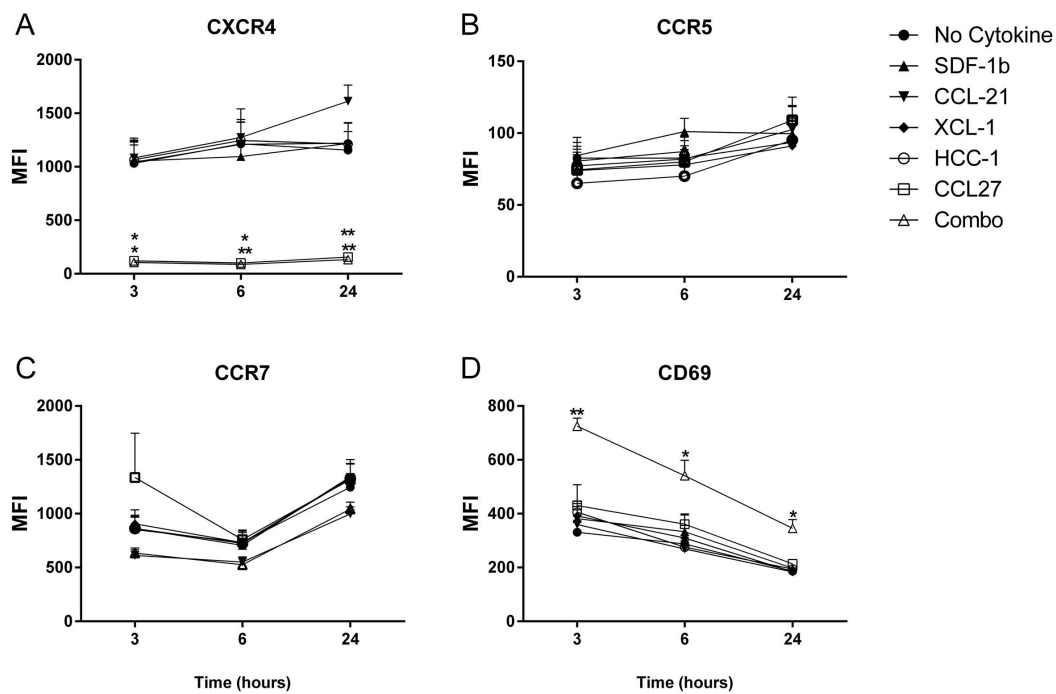 A
CXCR4
MFI
2000
1500
1000
500
0
*
*
*
**
**
**
3
6
24
B
CCR5
MFI
150
100
50
0
3
6
24
No Cytokine
SDF-1b
CCL-21
XCL-1
HCC-1
CCL27
Combo
C
CCR7
MFI
2000
1500
1000
500
0
3
6
24
Time (hours)
D
CD69
MFI
800
600
400
200
0
**
*
*
3
6
24
Time (hours)